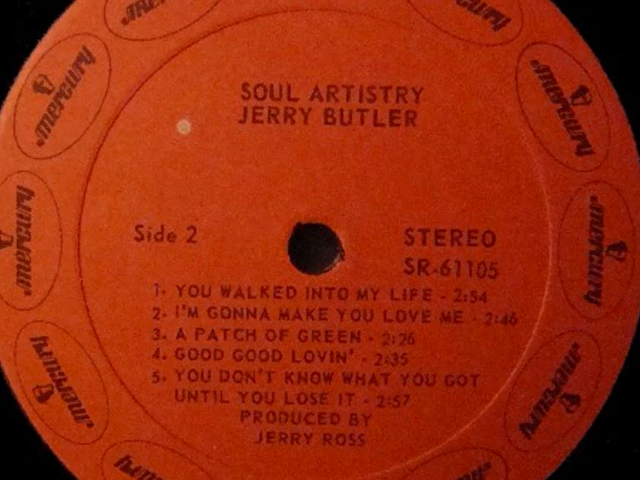 SOUL ARTISTRY
JERRY BUTLER
Side 2
STEREO
SR-61105
1. YOU WALKED INTO MY LIFE - 2:54
2. I'M GONNA MAKE YOU LOVE ME - 2:46
3. A PATCH OF GREEN - 2:26
4. GOOD GOOD LOVIN' - 2:35
5. YOU DON'T KNOW WHAT YOU GOT
UNTIL YOU LOSE IT - 2:57
PRODUCED BY
JERRY ROSS
mercury
mercury
mercury
mercury
mercury
mercury
mercury
mercury